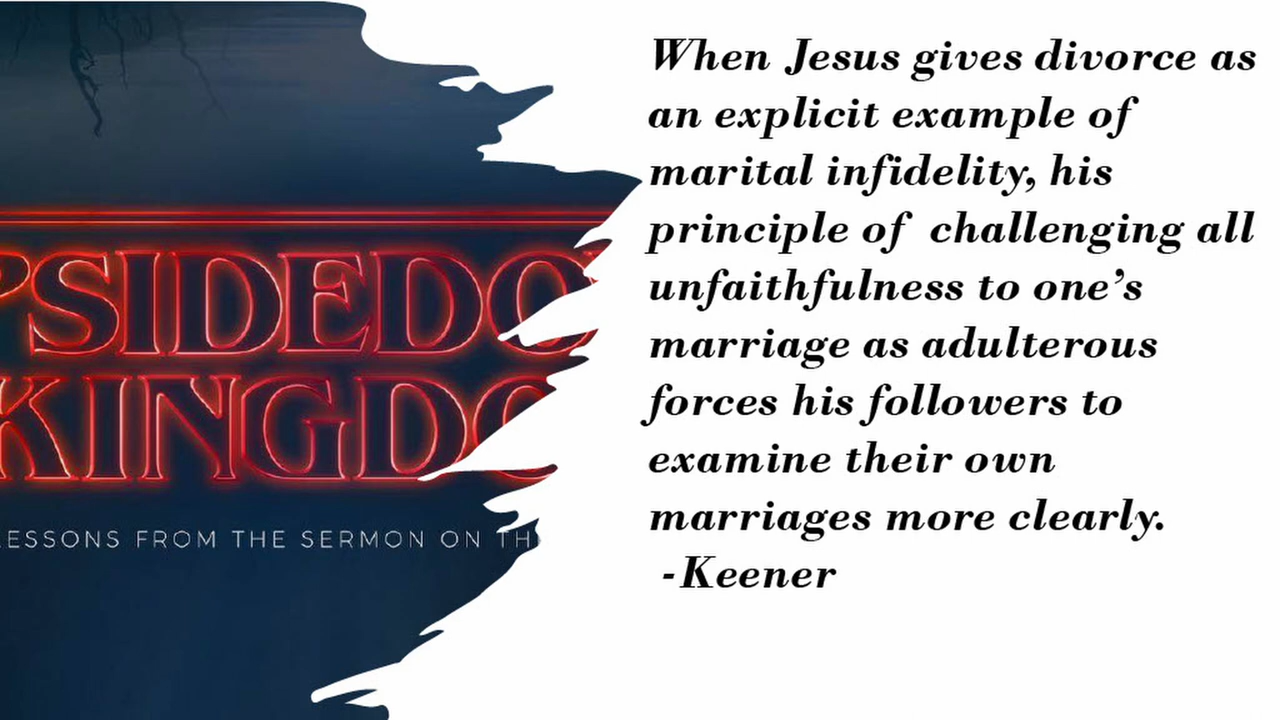 PSIDEDO
KINGDO
LESSONS FROM THE SERMON ON TH
When Jesus gives divorce as
an explicit example of
marital infidelity, his
principle of challenging all
unfaithfulness to one’s
marriage as adulterous
forces his followers to
examine their own
marriages more clearly.
-Keener